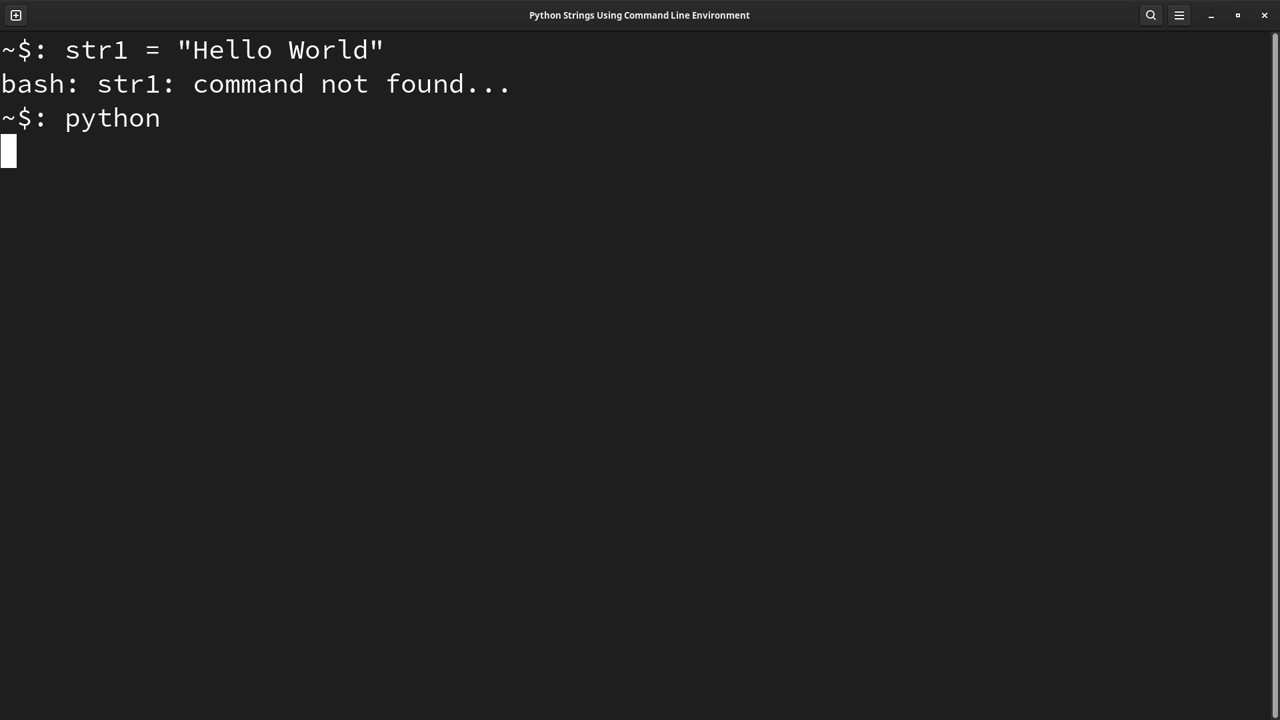 Python Strings Using Command Line Environment
~$: str1 = "Hello World"
bash: str1: command not found...
~$: python